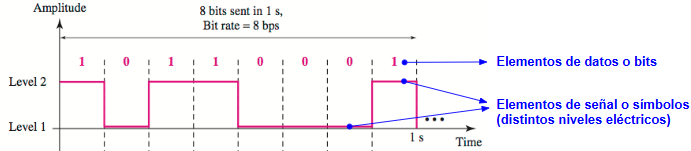 Amplitude
8 bits sent in 1 s,
Bit rate = 8 bps
1 0 1 1 0 0 0 1
Elementos de datos o bits
Level 2
Elementos de señal o símbolos
(distintos niveles eléctricos)
Level 1
...
1 s
Time